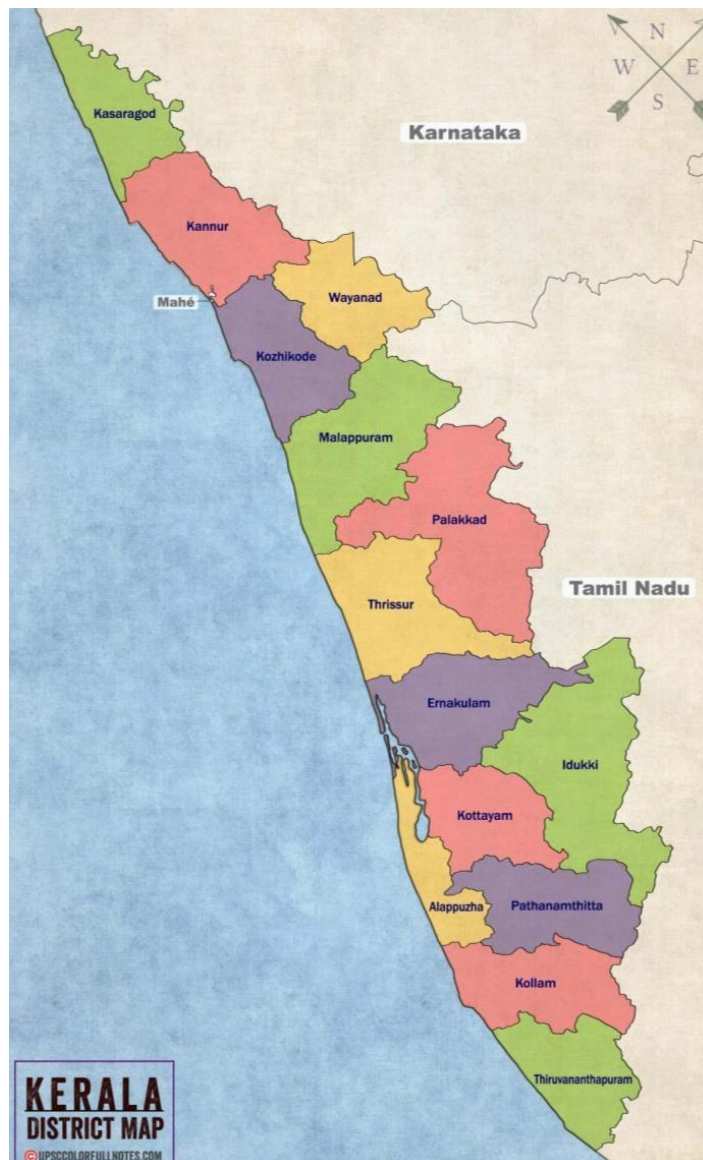 N
W E
S
Karnataka
Kasaragod
Kannur
Wayanad
Mahé
Kozhikode
Malappuram
Palakkad
Tamil Nadu
Thrissur
Ernakulam
Idukki
Kottayam
Alappuzha
Pathanamthitta
Kollam
Thiruvananthapuram
KERALA
DISTRICT MAP
© UPSCCOLORFULLNOTES.COM